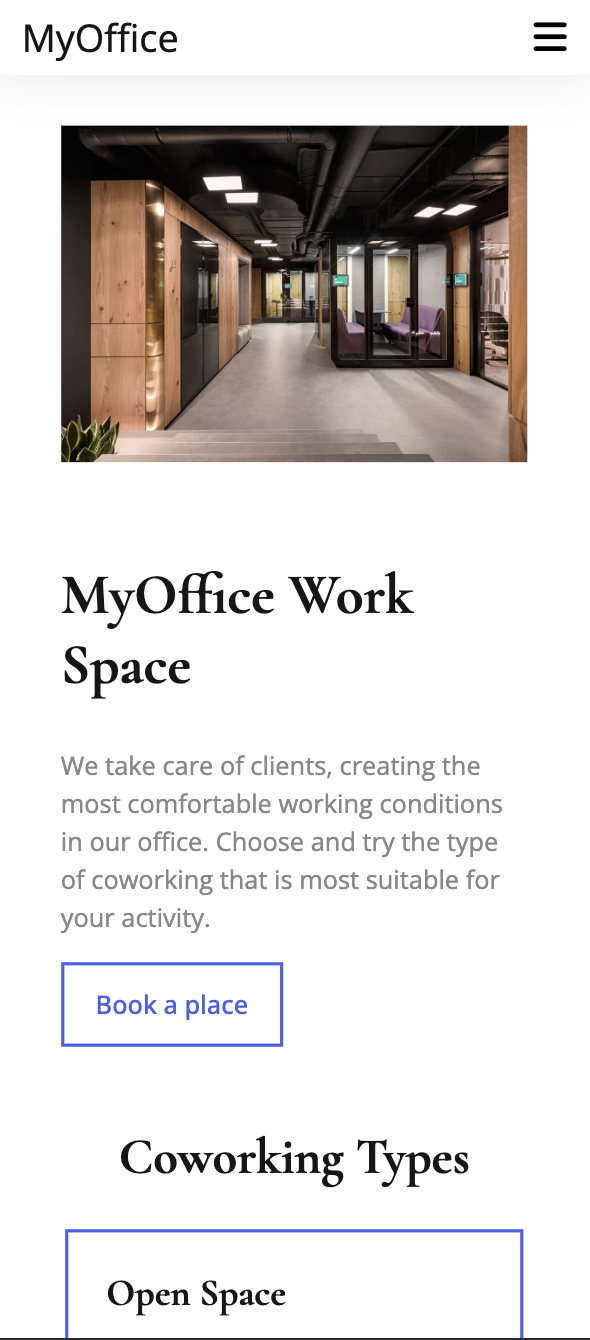 MyOffice
MyOffice Work
Space
We take care of clients, creating the
most comfortable working conditions
in our office. Choose and try the type
of coworking that is most suitable for
your activity.
Book a place
Coworking Types
Open Space